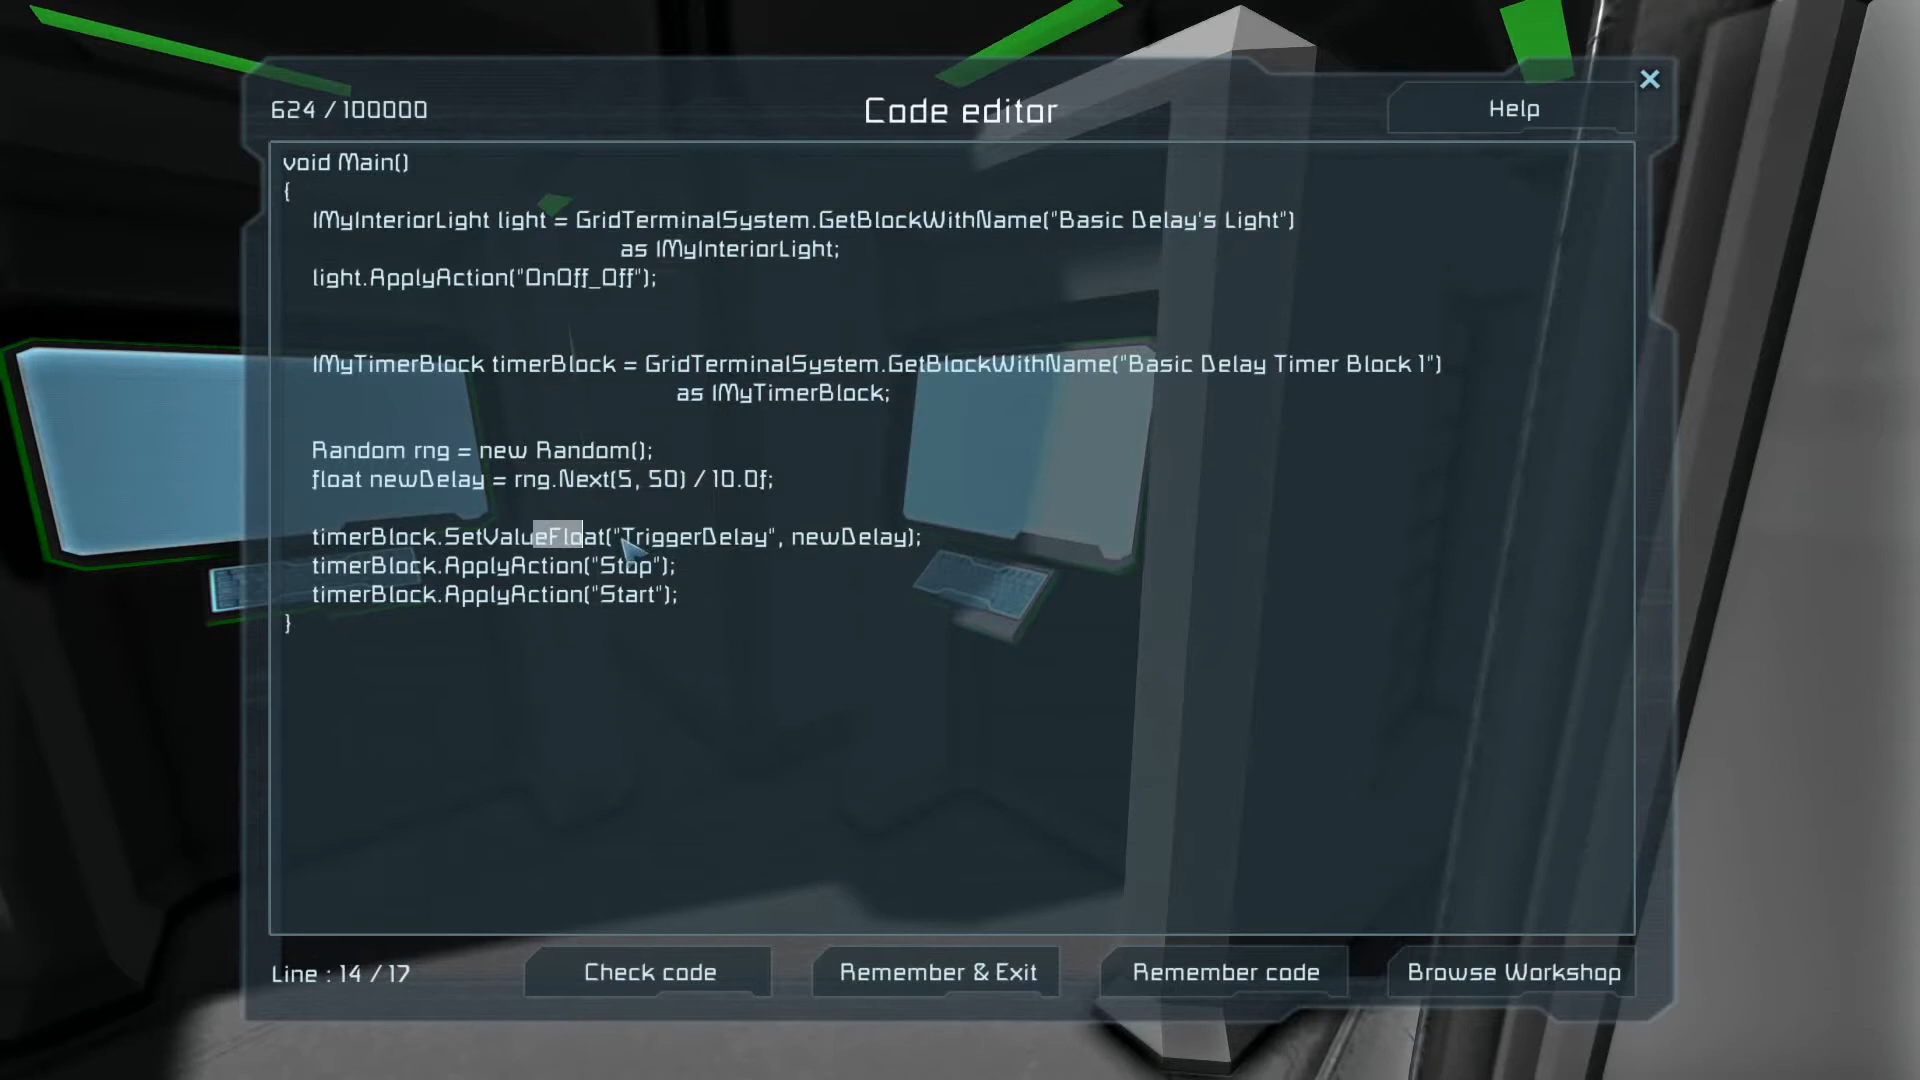 624 / 100000
Code editor
Help
void Main()
{
IMyInteriorLight light = GridTerminalSystem.GetBlockWithName("Basic Delay's Light")
as IMyInteriorLight;
light.ApplyAction("OnOff_Off");
IMyTimerBlock timerBlock = GridTerminalSystem.GetBlockWithName("Basic Delay Timer Block 1")
as IMyTimerBlock;
Random rng = new Random();
float newDelay = rng.Next(5, 50) / 10.0f;
timerBlock.SetValueFloat("TriggerDelay", newDelay);
timerBlock.ApplyAction("Stop");
timerBlock.ApplyAction("Start");
}
Line : 14 / 17
Check code
Remember & Exit
Remember code
Browse Workshop